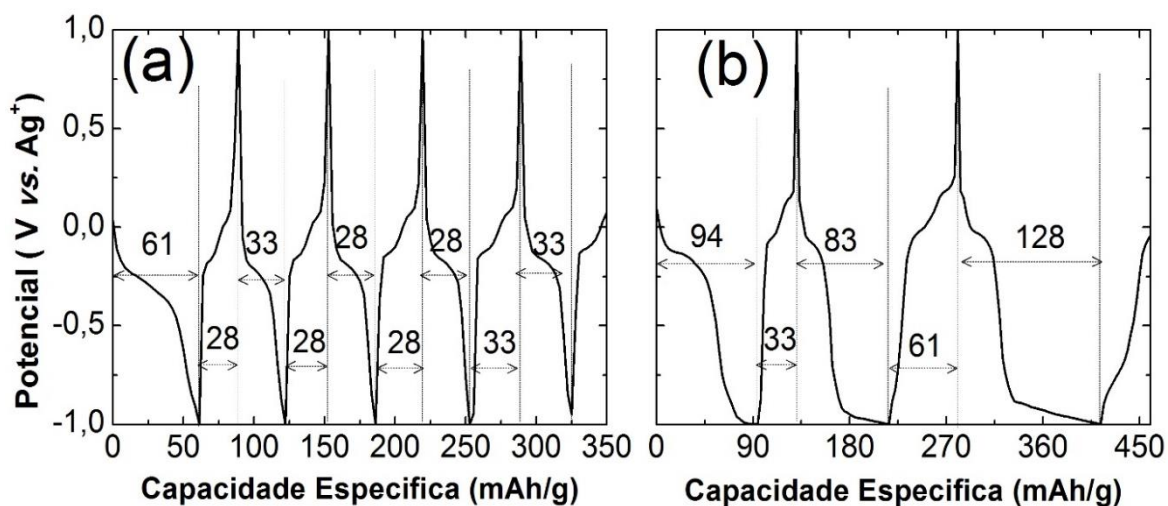 (a)
(b)
Potencial ( V vs. Ag⁺)
1,0
0,5
0,0
-0,5
-1,0
61
33
28
28
33
28
28
28
33
0 50 100 150 200 250 300 350
Capacidade Especifica (mAh/g)
94
83
128
33
61
0 90 180 270 360 450
Capacidade Especifica (mAh/g)